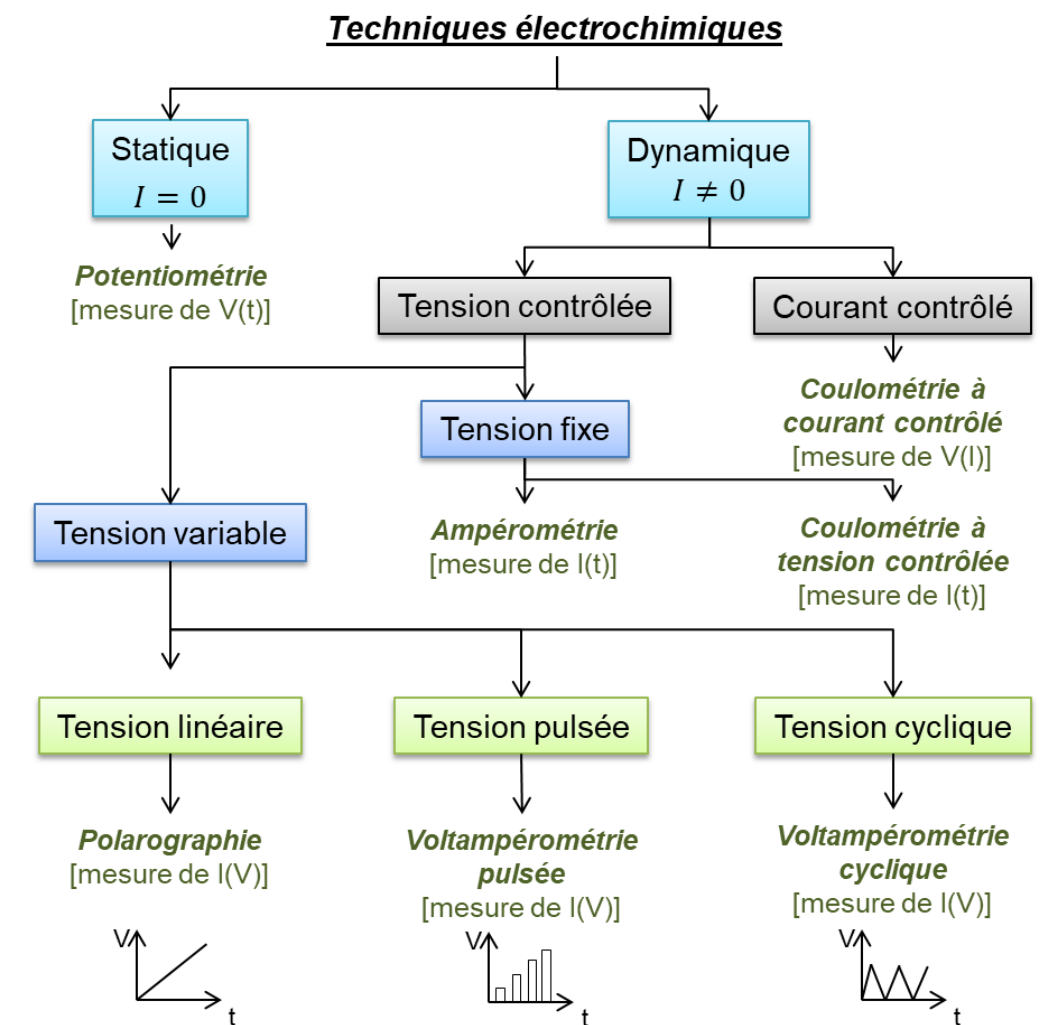 Techniques électrochimiques
Statique
I = 0
Dynamique
I ≠ 0
Potentiométrie
[mesure de V(t)]
Tension contrôlée
Courant contrôlé
Coulométrie à
courant contrôlé
[mesure de V(I)]
Tension fixe
Tension variable
Ampérométrie
[mesure de I(t)]
Coulométrie à
tension contrôlée
[mesure de I(t)]
Tension linéaire
Tension pulsée
Tension cyclique
Polarographie
[mesure de I(V)]
Voltampérométrie
pulsée
[mesure de I(V)]
Voltampérométrie
cyclique
[mesure de I(V)]
V
t
V
t
V
t